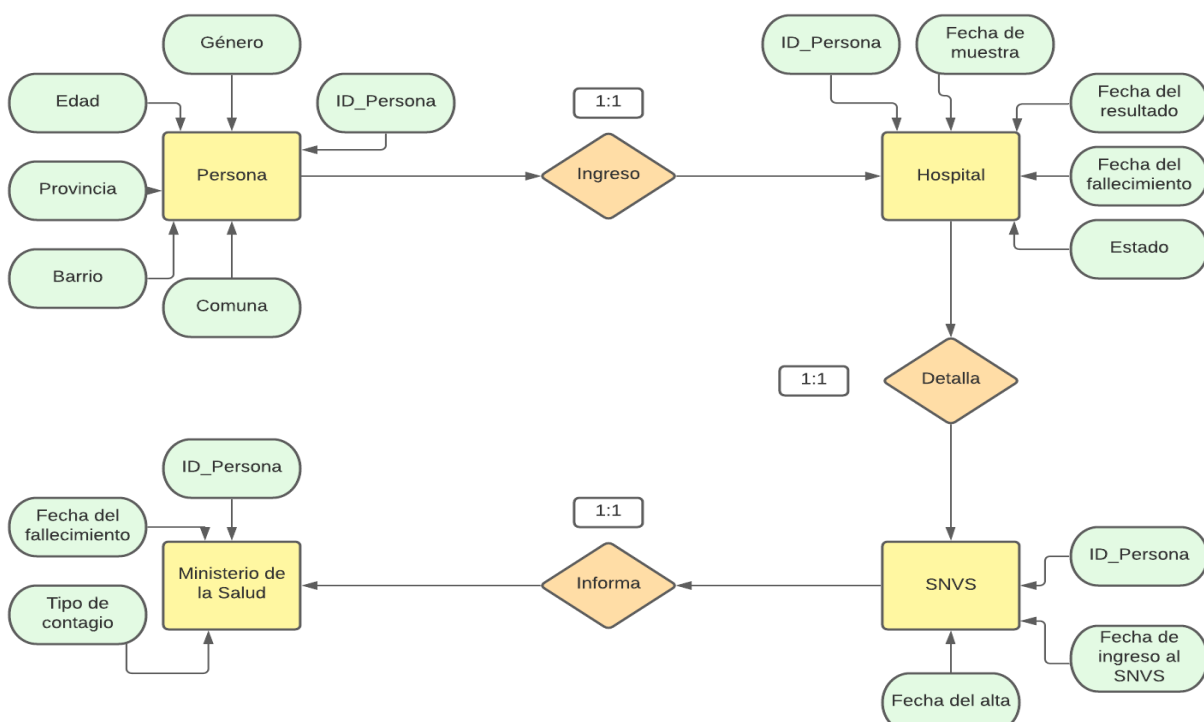 Género
ID_Persona
Fecha de
muestra
Edad
ID_Persona
1:1
Fecha del
resultado
Persona
Ingreso
Hospital
Provincia
Fecha del
fallecimiento
Barrio
Comuna
Estado
1:1
Detalla
ID_Persona
Fecha del
fallecimiento
1:1
ID_Persona
Ministerio de
la Salud
Informa
SNVS
Tipo de
contagio
Fecha de
ingreso al
SNVS
Fecha del alta